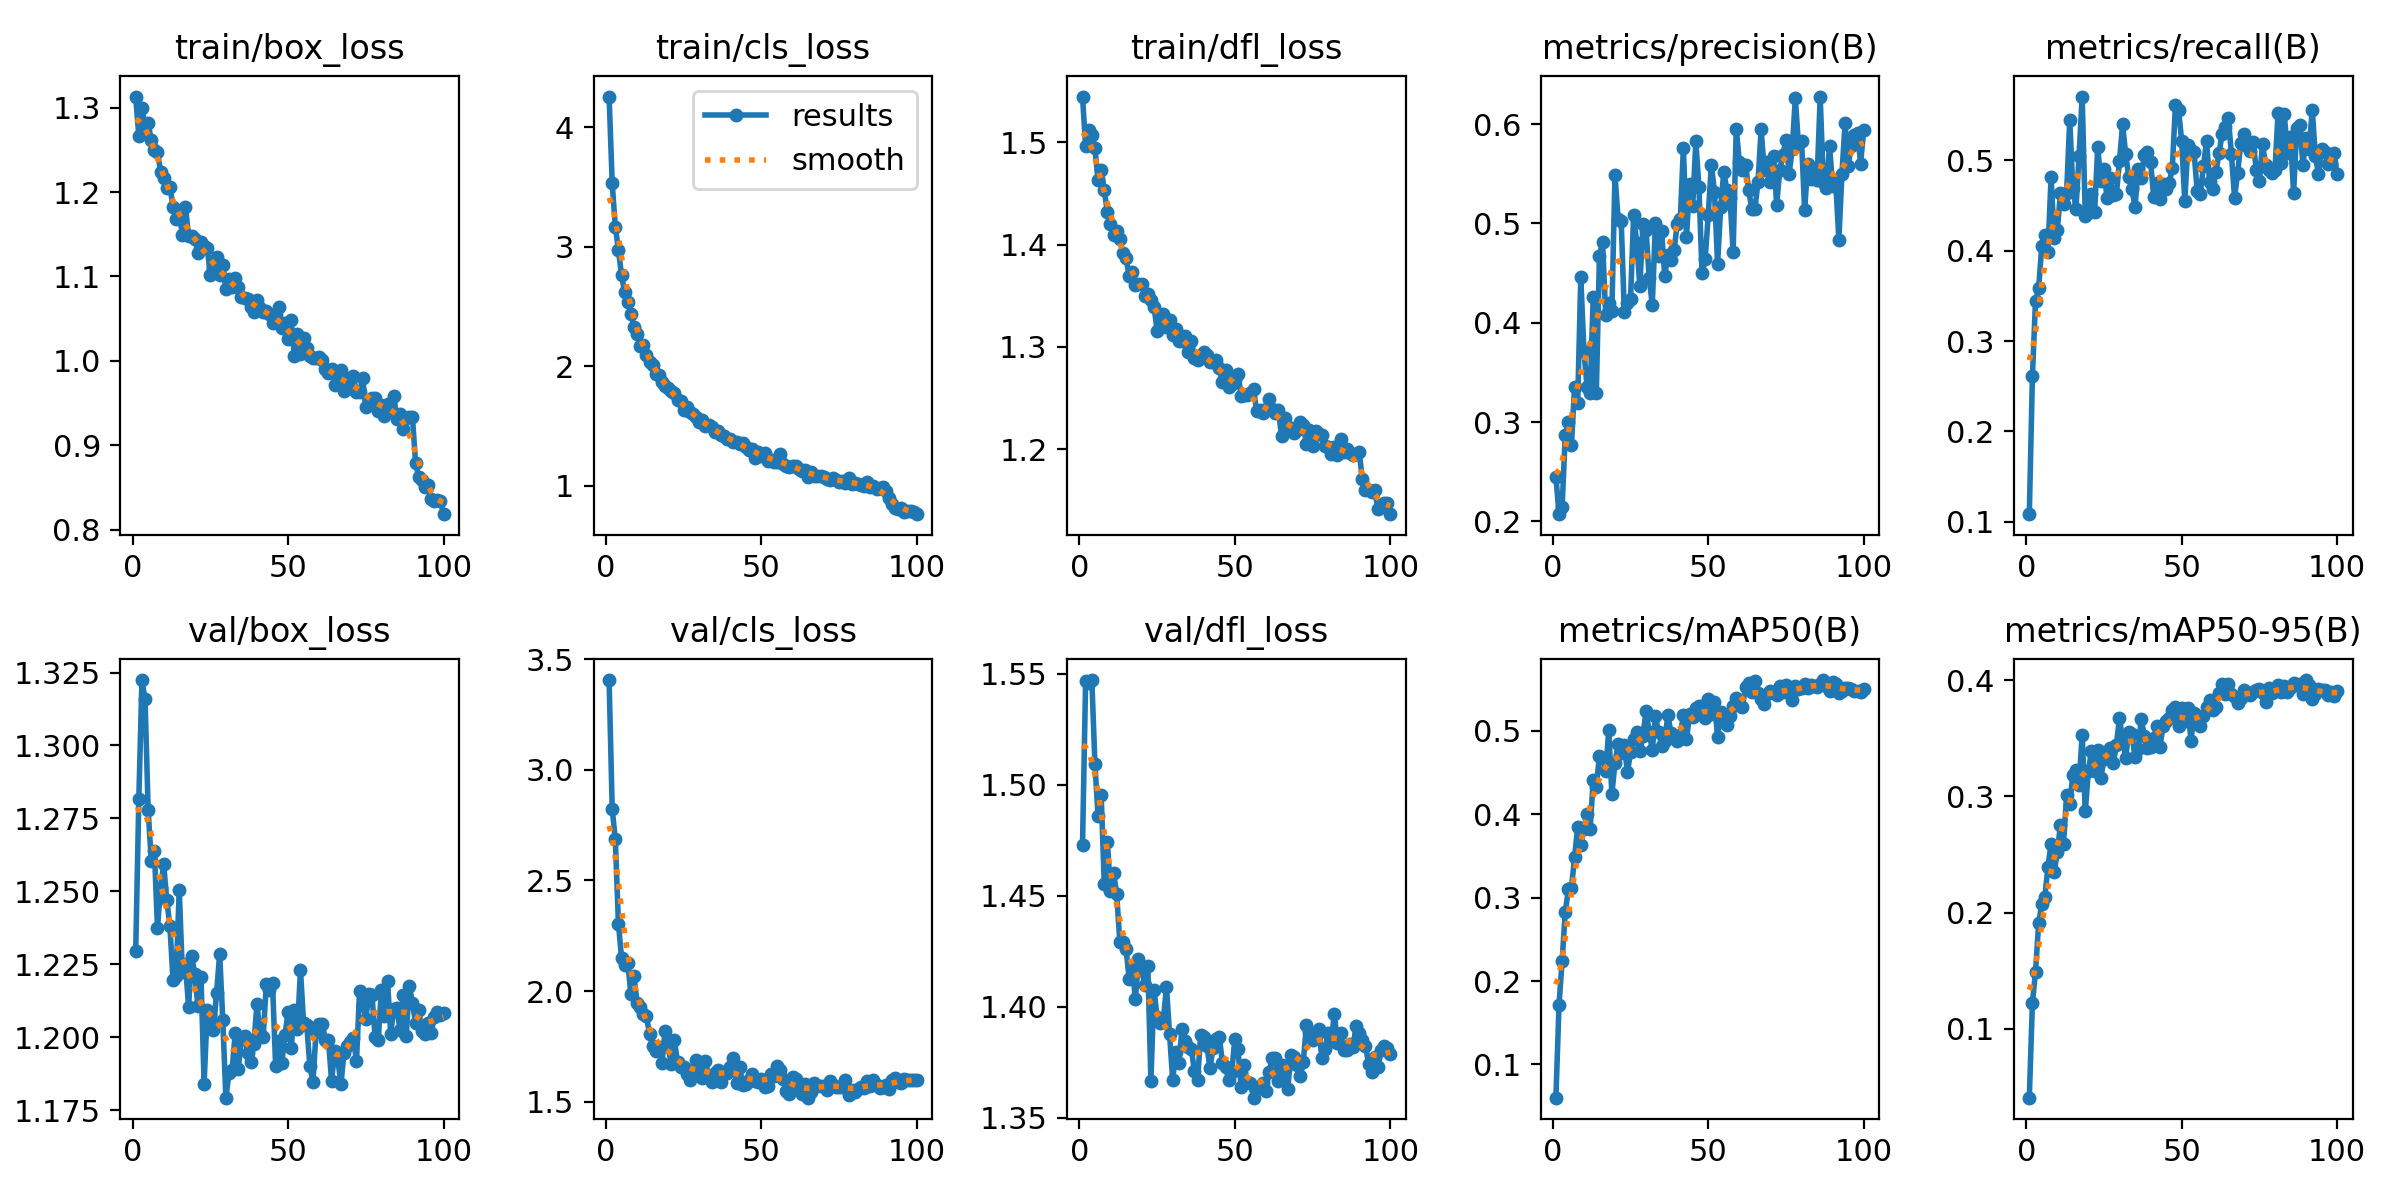 train/box_loss
1.3
1.2
1.1
1.0
0.9
0.8
0 50 100
train/cls_loss
results
smooth
4
3
2
1
0 50 100
train/dfl_loss
1.5
1.4
1.3
1.2
0 50 100
metrics/precision(B)
0.6
0.5
0.4
0.3
0.2
0 50 100
metrics/recall(B)
0.5
0.4
0.3
0.2
0.1
0 50 100
val/box_loss
1.325
1.300
1.275
1.250
1.225
1.200
1.175
0 50 100
val/cls_loss
3.5
3.0
2.5
2.0
1.5
0 50 100
val/dfl_loss
1.55
1.50
1.45
1.40
1.35
0 50 100
metrics/mAP50(B)
0.5
0.4
0.3
0.2
0.1
0 50 100
metrics/mAP50-95(B)
0.4
0.3
0.2
0.1
0 50 100